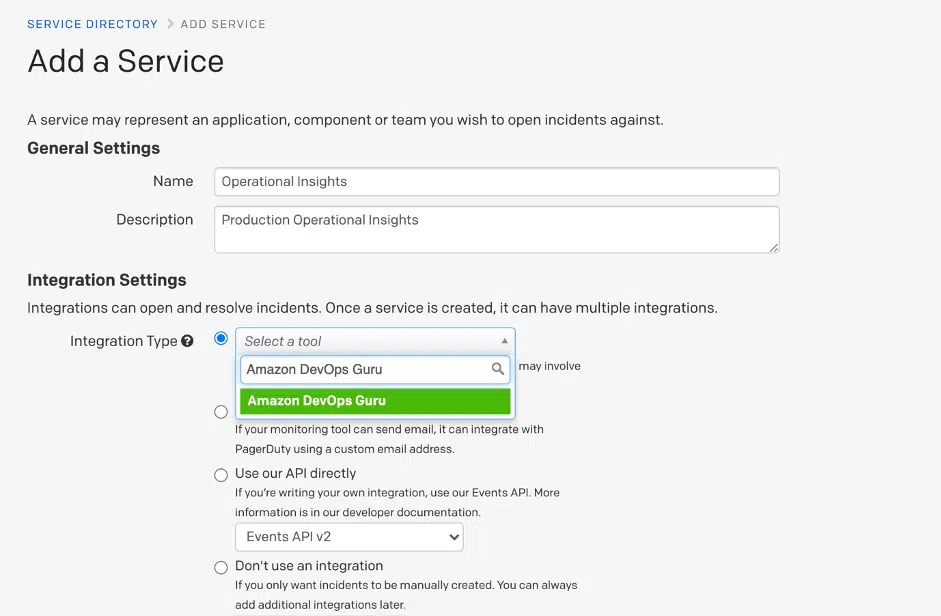 SERVICE DIRECTORY > ADD SERVICE
Add a Service
A service may represent an application, component or team you wish to open incidents against.
General Settings
Name
Operational Insights
Description
Production Operational Insights
Integration Settings
Integrations can open and resolve incidents. Once a service is created, it can have multiple integrations.
Integration Type
Select a tool
Amazon DevOps Guru
may involve
Amazon DevOps Guru
If your monitoring tool can send email, it can integrate with
PagerDuty using a custom email address.
Use our API directly
If you're writing your own integration, use our Events API. More
information is in our developer documentation.
Events API v2
Don't use an integration
If you only want incidents to be manually created. You can always
add additional integrations later.